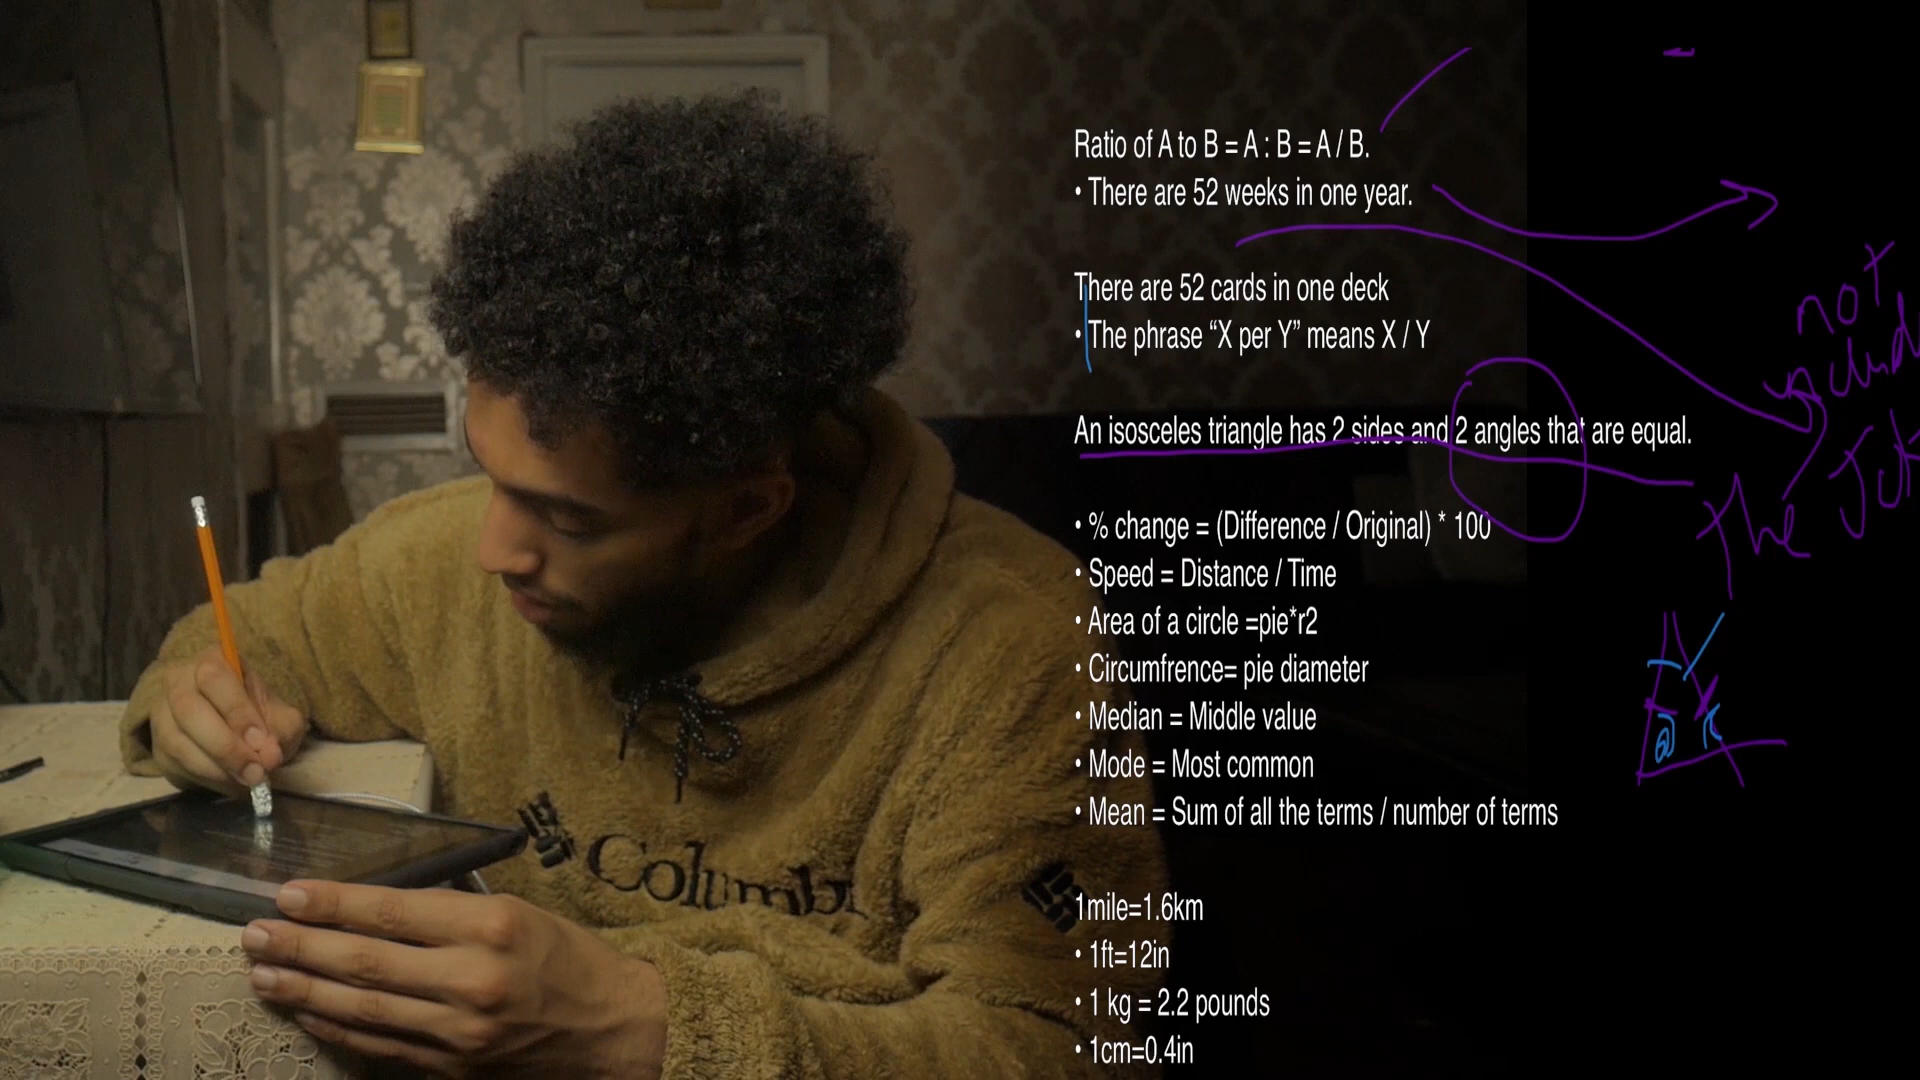 Ratio of A to B = A : B = A / B.
• There are 52 weeks in one year.
There are 52 cards in one deck
• The phrase “X per Y” means X / Y
not
An isosceles triangle has 2 sides and 2 angles that are equal.
the
• % change = (Difference / Original) * 100
• Speed = Distance / Time
• Area of a circle =pie*r2
• Circumfrence= pie diameter
• Median = Middle value
• Mode = Most common
• Mean = Sum of all the terms / number of terms
1mile=1.6km
• 1ft=12in
• 1 kg = 2.2 pounds
• 1cm=0.4in